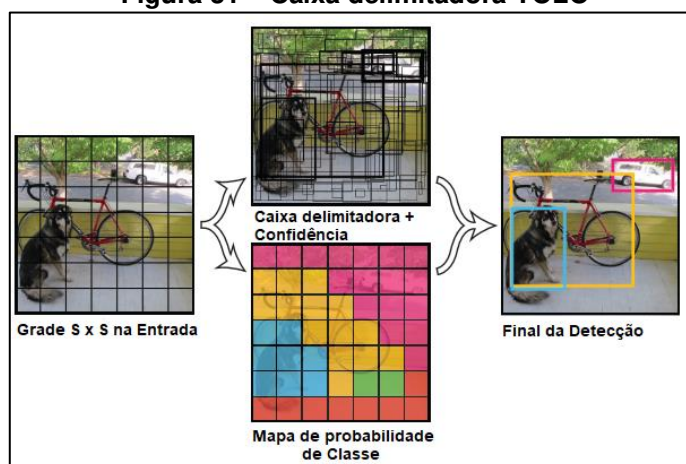 Grade S x S na Entrada
Caixa delimitadora +
Confidência
Mapa de probabilidade
de Classe
Final da Detecção